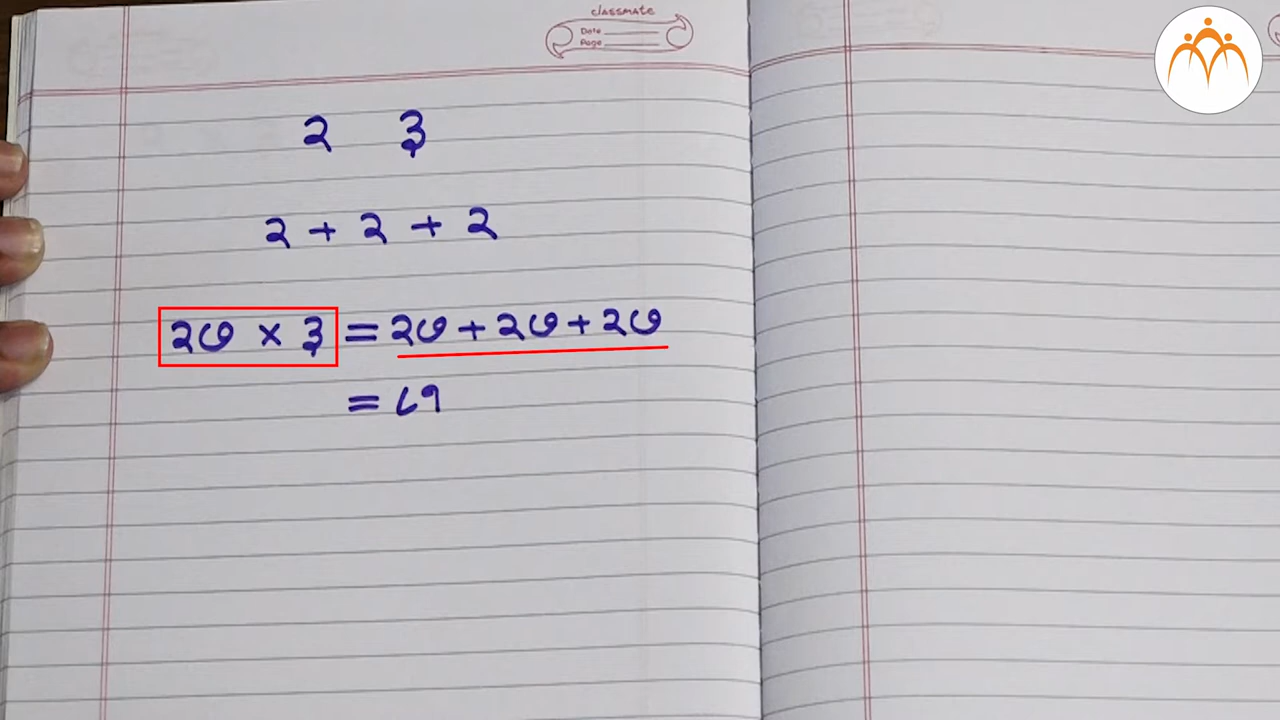 classmate
Date
Page
२ ३
२ + २ + २
२७ × ३ = २७ + २७ + २७
= ८१